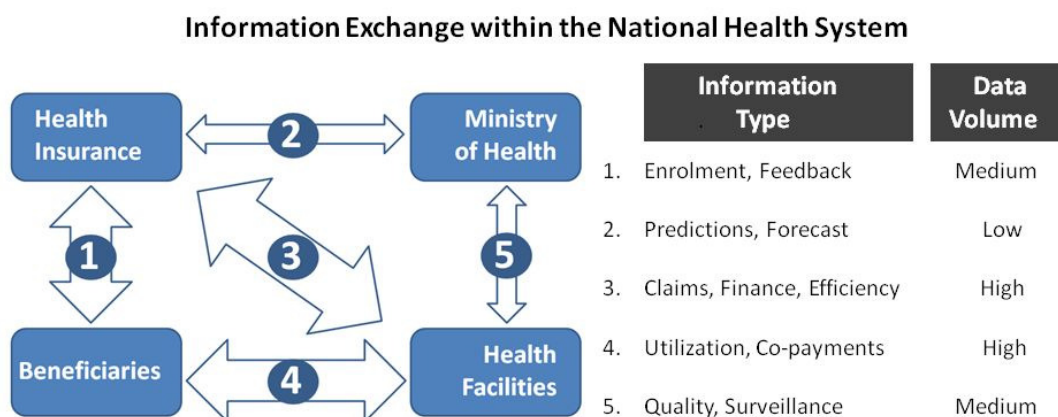 Information Exchange within the National Health System
Health
Insurance
2
Ministry
of Health
1
3
5
Beneficiaries
4
Health
Facilities
Information
Type
Data
Volume
1. Enrolment, Feedback Medium
2. Predictions, Forecast Low
3. Claims, Finance, Efficiency High
4. Utilization, Co-payments High
5. Quality, Surveillance Medium